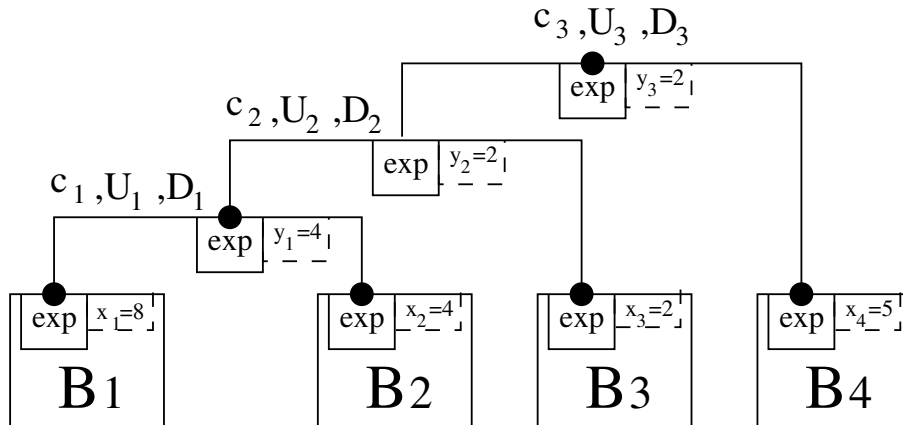 c₃ ,U₃ ,D₃
exp y₃=2
c₂ ,U₂ ,D₂
exp y₂=2
c₁ ,U₁ ,D₁
exp y₁=4
exp x₁=8 exp x₂=4 exp x₃=2 exp x₄=5
B1 B2 B3 B4